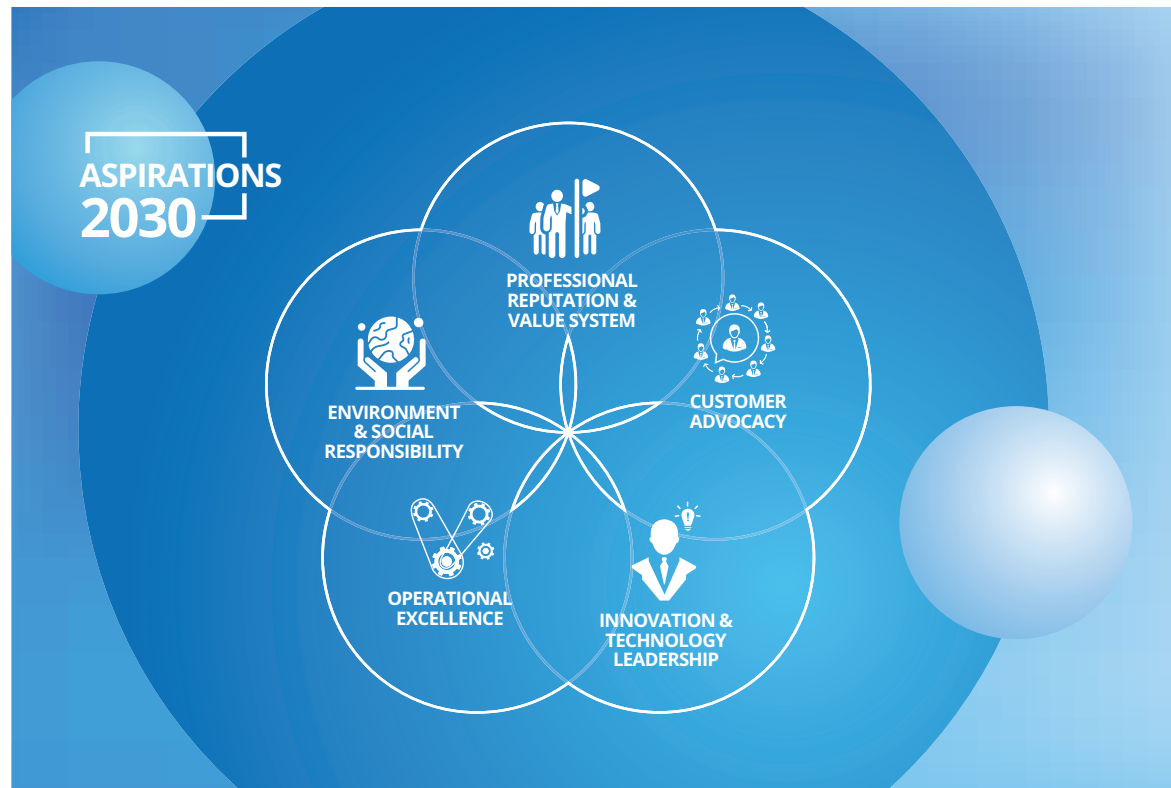 ASPIRATIONS
2030
PROFESSIONAL
REPUTATION &
VALUE SYSTEM
CUSTOMER
ADVOCACY
ENVIRONMENT
& SOCIAL
RESPONSIBILITY
OPERATIONAL
EXCELLENCE
INNOVATION &
TECHNOLOGY
LEADERSHIP